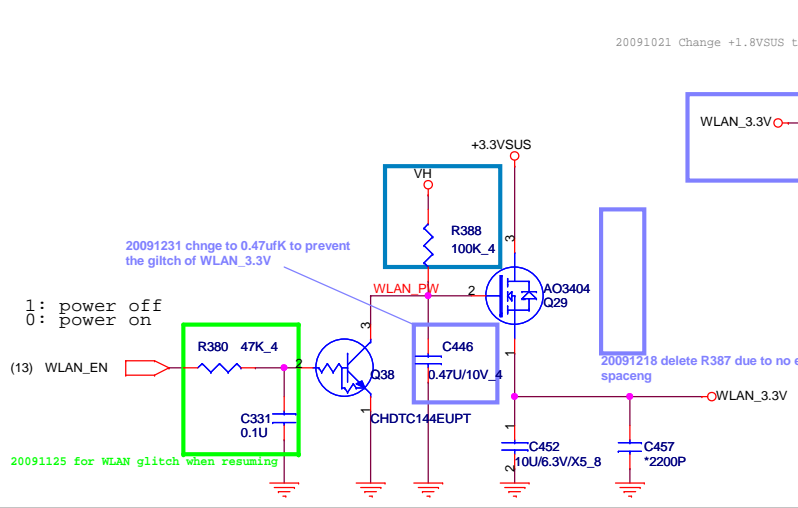 20091021 Change +1.8VSUS t
WLAN_3.3V
+3.3VSUS
VH
R388
100K_4
20091231 chnge to 0.47ufK to prevent
the giltch of WLAN_3.3V
3
WLAN_PW
2
AO3404
Q29
1: power off
0: power on
3
R380 47K_4
C446
1
(13) WLAN_EN
2
Q38
0.47U/10V_4
20091218 delete R387 due to no e
spaceng
WLAN_3.3V
1
C331
0.1U
CHDTC144EUPT
1
C452
10U/6.3V/X5_8
2
C457
*2200P
20091125 for WLAN glitch when resuming